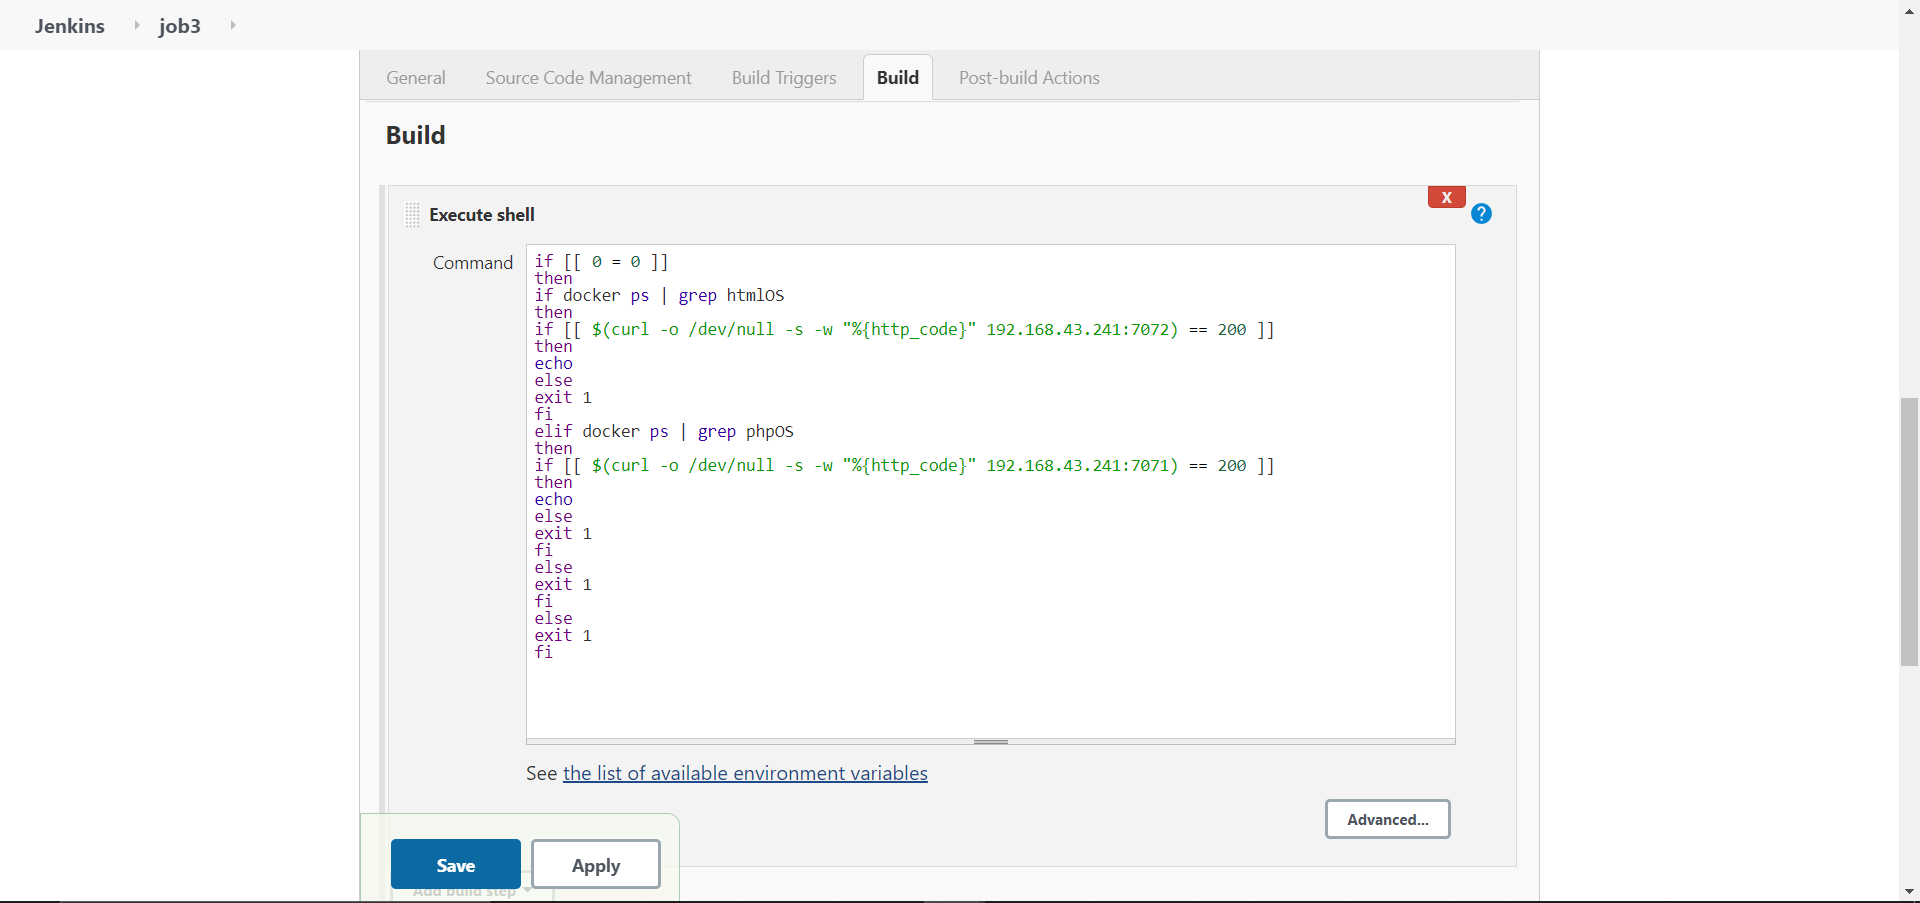 Jenkins job3
General Source Code Management Build Triggers Build Post-build Actions
Build
X
Execute shell ?
Command
if [[ 0 = 0 ]]
then
if docker ps | grep htmlOS
then
if [[ $(curl -o /dev/null -s -w "%{http_code}" 192.168.43.241:7072) == 200 ]]
then
echo
else
exit 1
fi
elif docker ps | grep phpOS
then
if [[ $(curl -o /dev/null -s -w "%{http_code}" 192.168.43.241:7071) == 200 ]]
then
echo
else
exit 1
fi
else
exit 1
fi
else
exit 1
fi
See the list of available environment variables
Advanced...
Save Apply
Add build step